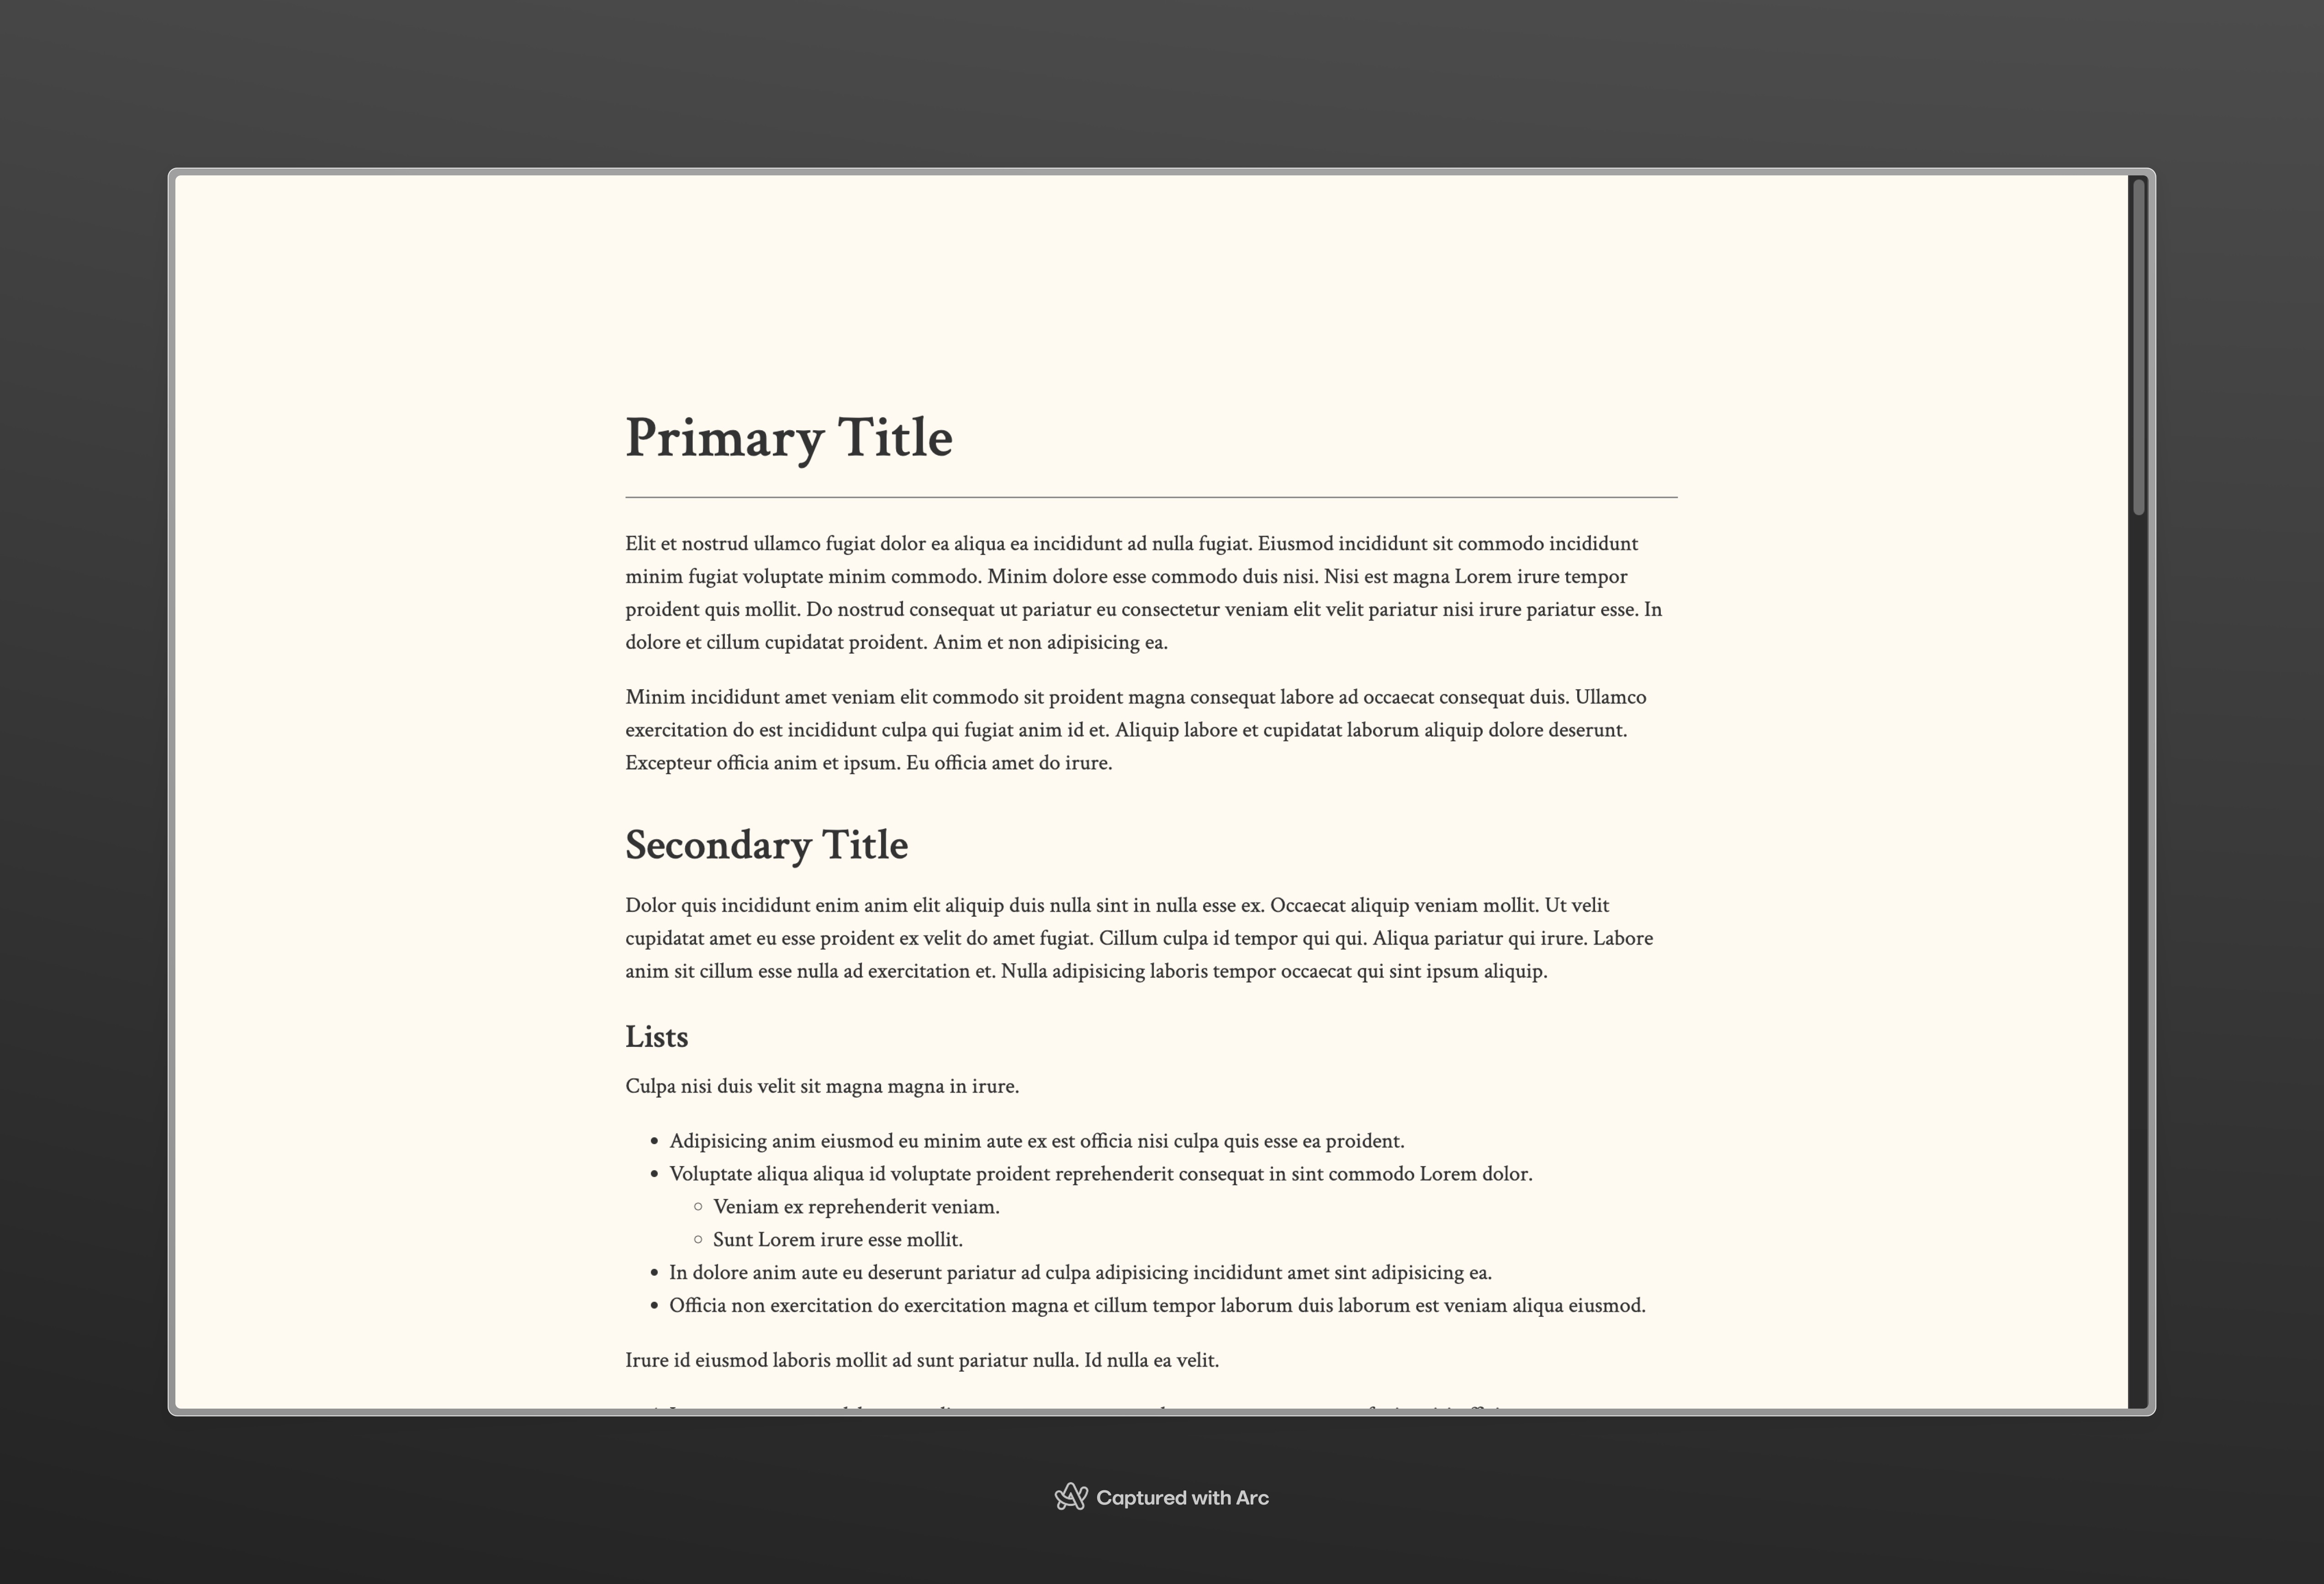 Primary Title
Elit et nostrud ullamco fugiat dolor ea aliqua ea incididunt ad nulla fugiat. Eiusmod incididunt sit commodo incididunt
minim fugiat voluptate minim commodo. Minim dolore esse commodo duis nisi. Nisi est magna Lorem irure tempor
proident quis mollit. Do nostrud consequat ut pariatur eu consectetur veniam elit velit pariatur nisi irure pariatur esse. In
dolore et cillum cupidatat proident. Anim et non adipisicing ea.
Minim incididunt amet veniam elit commodo sit proident magna consequat labore ad occaecat consequat duis. Ullamco
exercitation do est incididunt culpa qui fugiat anim id et. Aliquip labore et cupidatat laborum aliquip dolore deserunt.
Excepteur officia anim et ipsum. Eu officia amet do irure.
Secondary Title
Dolor quis incididunt enim anim elit aliquip duis nulla sint in nulla esse ex. Occaecat aliquip veniam mollit. Ut velit
cupidatat amet eu esse proident ex velit do amet fugiat. Cillum culpa id tempor qui qui. Aliqua pariatur qui irure. Labore
anim sit cillum esse nulla ad exercitation et. Nulla adipisicing laboris tempor occaecat qui sint ipsum aliquip.
Lists
Culpa nisi duis velit sit magna magna in irure.
• Adipisicing anim eiusmod eu minim aute ex est officia nisi culpa quis esse ea proident.
• Voluptate aliqua aliqua id voluptate proident reprehenderit consequat in sint commodo Lorem dolor.
◦ Veniam ex reprehenderit veniam.
◦ Sunt Lorem irure esse mollit.
• In dolore anim aute eu deserunt pariatur ad culpa adipisicing incididunt amet sint adipisicing ea.
• Officia non exercitation do exercitation magna et cillum tempor laborum duis laborum est veniam aliqua eiusmod.
Irure id eiusmod laboris mollit ad sunt pariatur nulla. Id nulla ea velit.
Captured with Arc